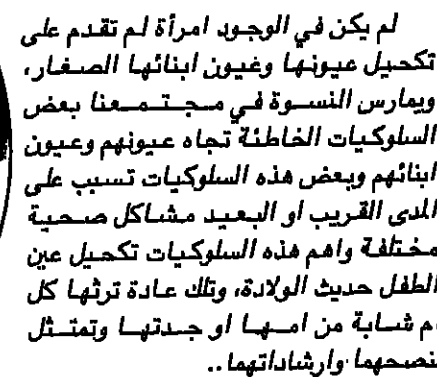 لم يكن في الوجود امرأة لم تقدم على
تكحيل عيونها وغيون ابنائها الصغار،
ويمارس النسوة في مجتمعنا بعض
السلوكيات الخاطئة تجاه عيونهم وعيون
ابنائهم وبعض هذه السلوكيات تسبب على
المدى القريب او البعيد مشاكل صحية
مختلفة واهم هذه السلوكيات تكحيل عين
الطفل حديث الولادة، وتلك عادة ترثها كل
م شابة من امها او جدتها وتمتثل
نصحهما وارشاداتهما..